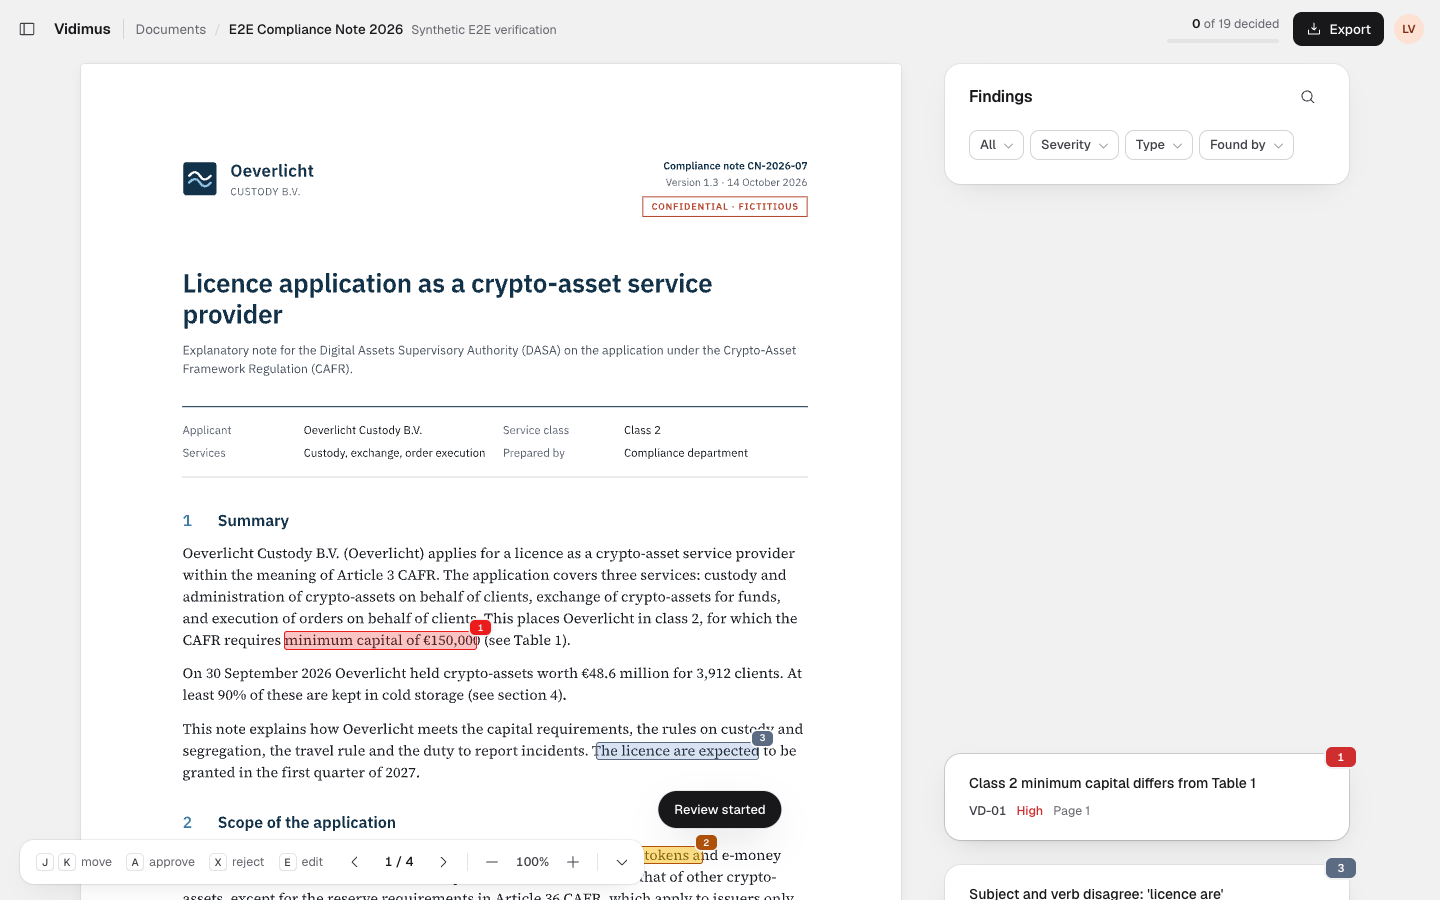 Vidimus
Documents / E2E Compliance Note 2026 Synthetic E2E verification
0 of 19 decided
Export
LV
Oeverlicht
CUSTODY B.V.
Compliance note CN-2026-07
Version 1.3 · 14 October 2026
CONFIDENTIAL · FICTITIOUS
Licence application as a crypto-asset service
provider
Explanatory note for the Digital Assets Supervisory Authority (DASA) on the application under the Crypto-Asset
Framework Regulation (CAFR).
Applicant Oeverlicht Custody B.V. Service class Class 2
Services Custody, exchange, order execution Prepared by Compliance department
1 Summary
Oeverlicht Custody B.V. (Oeverlicht) applies for a licence as a crypto-asset service provider
within the meaning of Article 3 CAFR. The application covers three services: custody and
administration of crypto-assets on behalf of clients, exchange of crypto-assets for funds,
and execution of orders on behalf of clients. This places Oeverlicht in class 2, for which the
1
CAFR requires minimum capital of €150,000 (see Table 1).
On 30 September 2026 Oeverlicht held crypto-assets worth €48.6 million for 3,912 clients. At
least 90% of these are kept in cold storage (see section 4).
This note explains how Oeverlicht meets the capital requirements, the rules on custody and
3
segregation, the travel rule and the duty to report incidents. The licence are expected to be
granted in the first quarter of 2027.
Review started
2 Scope of the application
2
tokens and e-money
that of other crypto-
assets, except for the reserve requirements in Article 36 CAFR, which apply to issuers only.
J K move A approve X reject E edit 1 / 4 100%
Findings
All Severity Type Found by
1
Class 2 minimum capital differs from Table 1
VD-01 High Page 1
3
Subject and verb disagree: 'licence are'